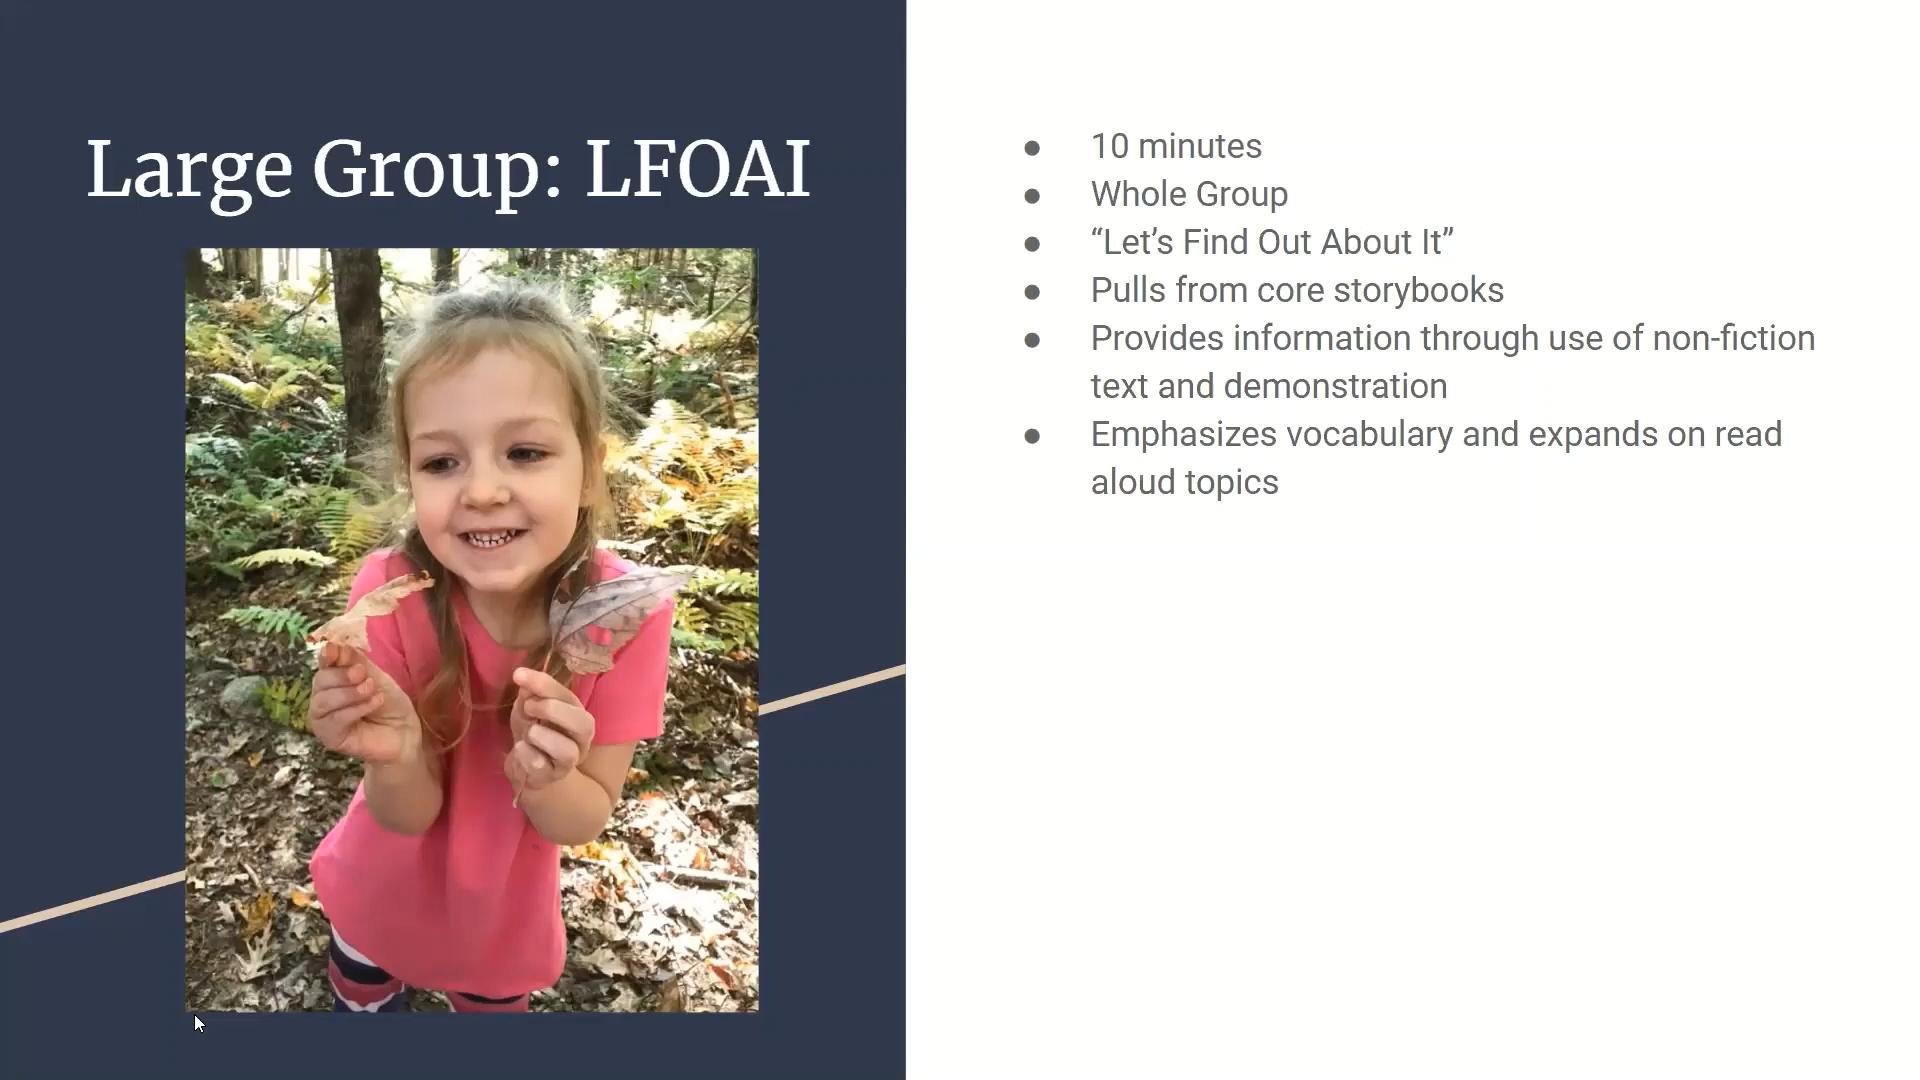 Large Group: LFOAI
● 10 minutes
● Whole Group
● “Let’s Find Out About It”
● Pulls from core storybooks
● Provides information through use of non-fiction
text and demonstration
● Emphasizes vocabulary and expands on read
aloud topics